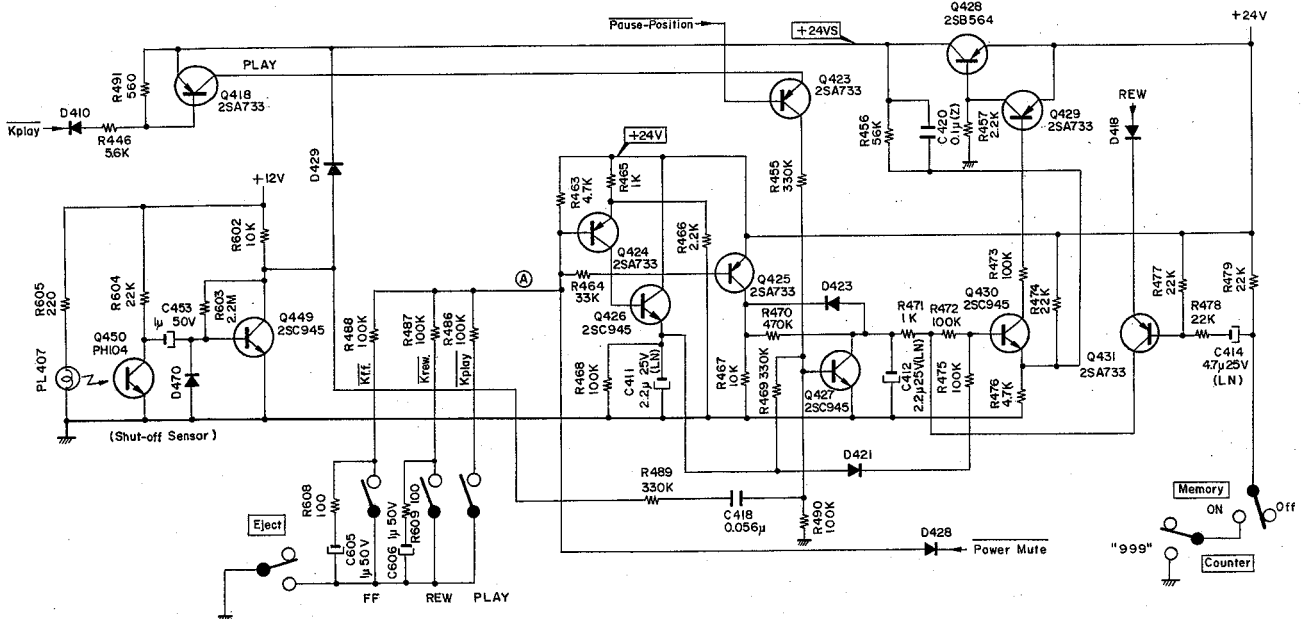 Pause-Position
+24VS
Q428
2SB564
+24V
R491
560
PLAY
Q418
2SA733
Q423
2SA733
Q429
2SA733
REW
D410
Kplay
R446
5.6K
D429
+24V
R456
56K
C420
0.1μ(Z)
R457
2.2K
D418
+12V
R463
4.7K
R465
1K
R455
330K
R602
10K
Q424
2SA733
R466
2.2K
R605
220
R604
22K
C453
1μ 50V
R603
2.2M
Q449
2SC945
A
R464
33K
Q425
2SA733
D423
R473
100K
R474
22K
R477
22K
R479
22K
Q450
PH104
Q426
2SC945
R470
470K
R471
1K
R472
100K
Q430
2SC945
R478
22K
PL407
D470
R488
100K
Kff
R487
100K
Krew
R486
100K
Kplay
R468
100K
C411
2.2μ 25V
(LN)
R467
10K
R469 330K
Q427
2SC945
C412
2.2μ25V(LN)
R475
100K
R476
4.7K
Q431
2SA733
C414
4.7μ25V
(LN)
(Shut-off Sensor)
D421
R489
330K
C418
0.056μ
R490
100K
R608
100
C605
1μ 50V
C606 1μ 50V
R609 100
Eject
Memory
ON
Off
D428
Power Mute
"999"
Counter
FF
REW
PLAY